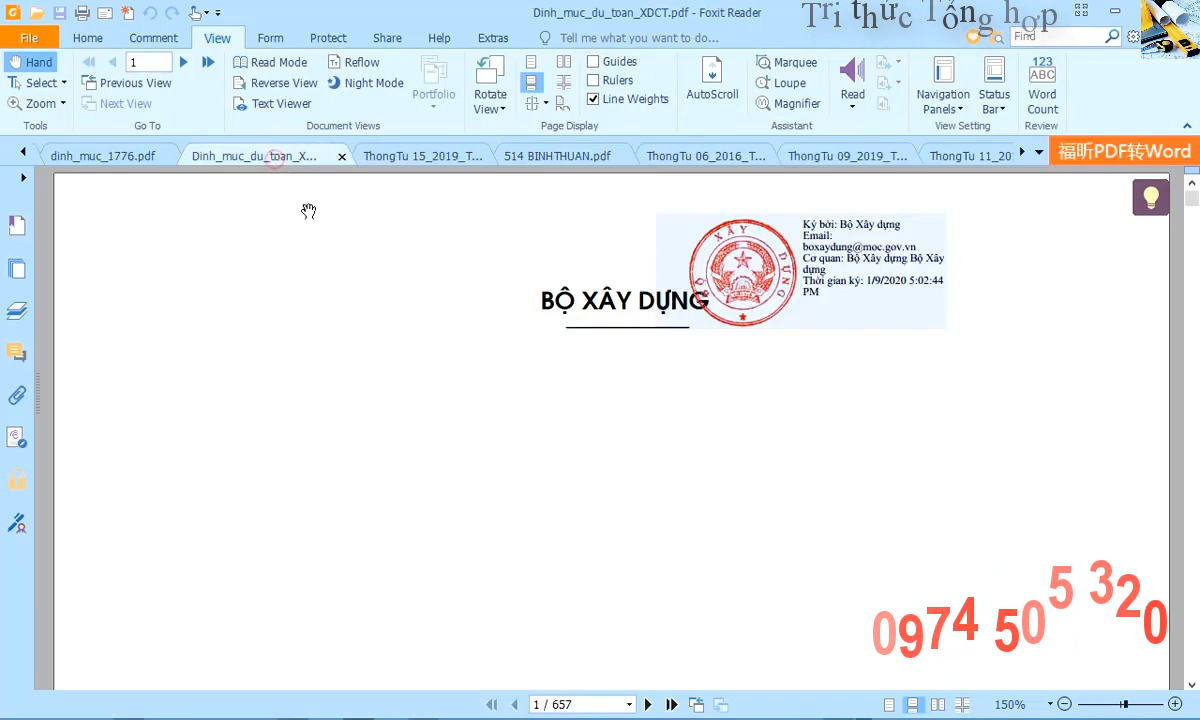 Dinh_muc_du_toan_XDCT.pdf - Foxit Reader
Tri thức Tổng hợp
File Home Comment View Form Protect Share Help Extras Tell me what you want to do... Find
Hand
Select
Zoom
Tools
1
Previous View
Next View
Go To
Read Mode
Reverse View
Text Viewer
Reflow
Night Mode
Document Views
Portfolio
Rotate View
Page Display
Guides
Rulers
Line Weights
AutoScroll
Marquee
Loupe
Magnifier
Assistant
Read
Navigation Panels
Status Bar
View Setting
123
ABC
Word Count
Review
dinh_muc_1776.pdf
Dinh_muc_du_toan_X...
ThongTu 15_2019_T...
514 BINHTHUAN.pdf
ThongTu 06_2016_T...
ThongTu 09_2019_T...
ThongTu 11_20
福昕PDF转Word
BỘ XÂY DỰNG
BỘ XÂY DỰNG
Ký bởi: Bộ Xây dựng
Email:
boxaydung@moc.gov.vn
Cơ quan: Bộ Xây dựng Bộ Xây
dựng
Thời gian ký: 1/9/2020 5:02:44
PM
0974 505 320
1 / 657
150%